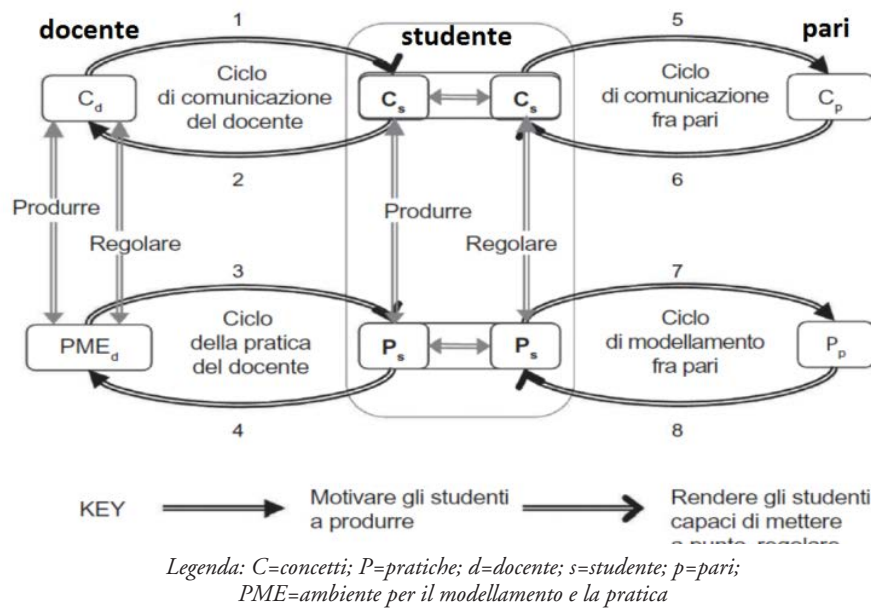 docente
studente
pari
1
5
C_d
Ciclo
di comunicazione
del docente
C_s
C_s
Ciclo
di comunicazione
fra pari
C_p
2
6
Produrre
Regolare
Produrre
Regolare
3
7
PME_d
Ciclo
della pratica
del docente
P_s
P_s
Ciclo
di modellamento
fra pari
P_p
4
8
KEY
Motivare gli studenti
a produrre
Rendere gli studenti
capaci di mettere
a punto, regolare
Legenda: C=concetti; P=pratiche; d=docente; s=studente; p=pari;
PME=ambiente per il modellamento e la pratica